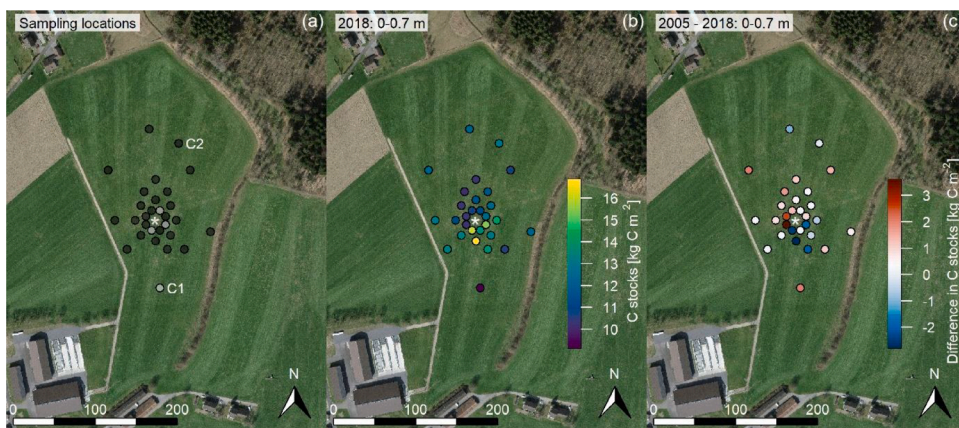 Sampling locations
(a)
C2
C1
N
0
100
200
2018: 0-0.7 m
(b)
16
15
14
13
12
11
10
C stocks [kg C m⁻²]
N
0
100
200
2005 - 2018: 0-0.7 m
(c)
3
2
1
0
-1
-2
Difference in C stocks [kg C m⁻²]
N
0
100
200